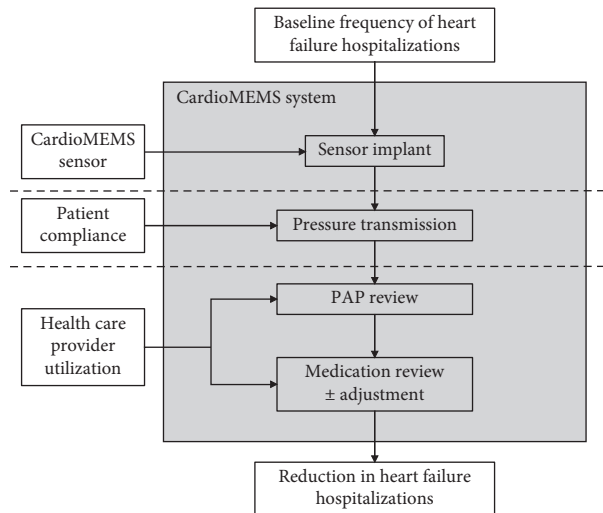 Baseline frequency of heart
failure hospitalizations
CardioMEMS system
CardioMEMS
sensor
Sensor implant
Patient
compliance
Pressure transmission
PAP review
Health care
provider
utilization
Medication review
± adjustment
Reduction in heart failure
hospitalizations